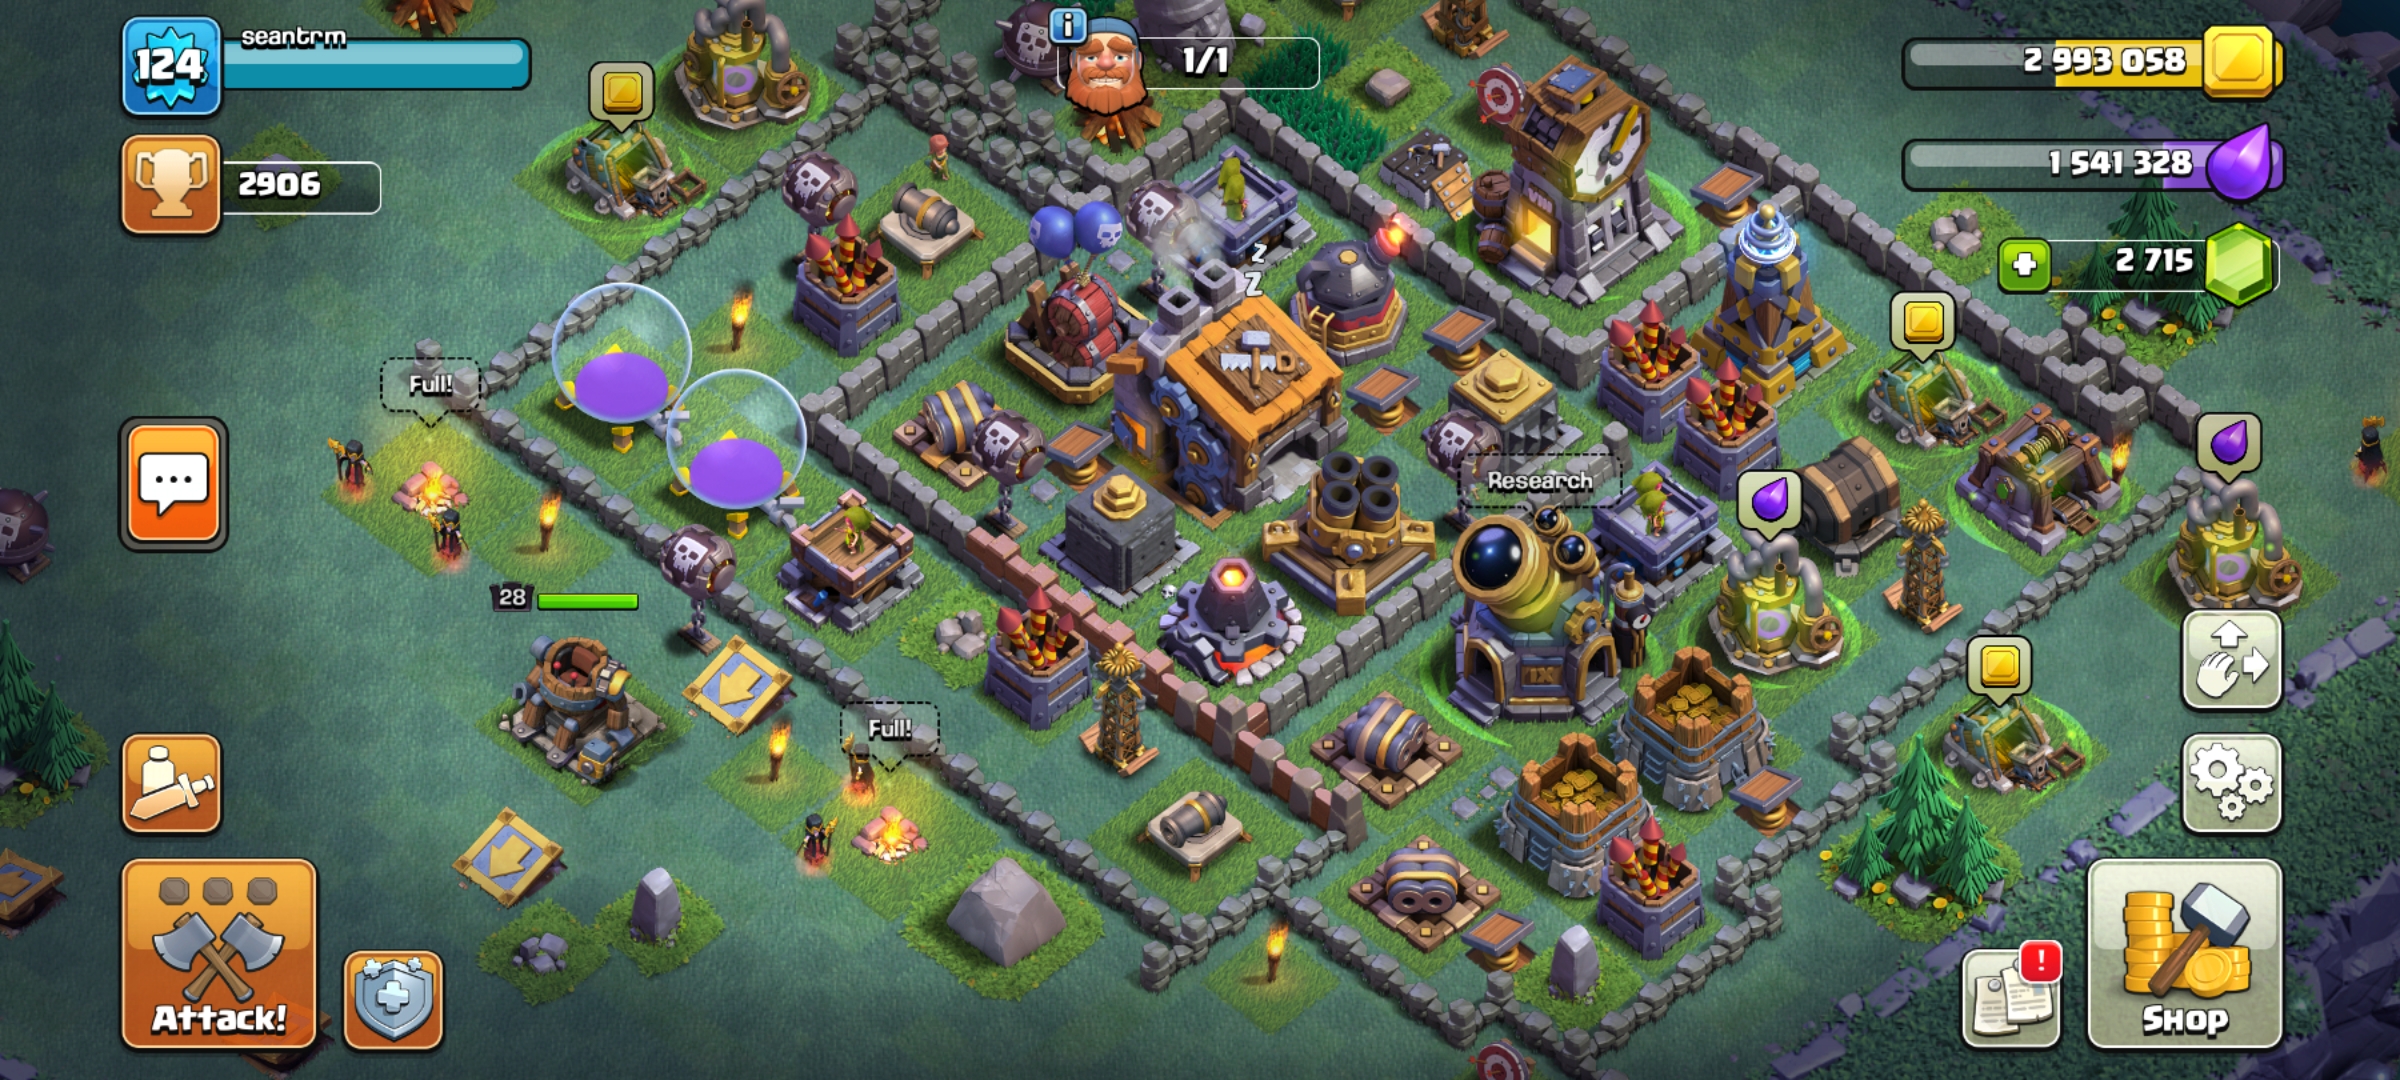 124
seantrm
2906
i
1/1
2 993 058
1 541 328
2 715
z
Z
Full!
Research
28
Full!
IX
Attack!
!
Shop